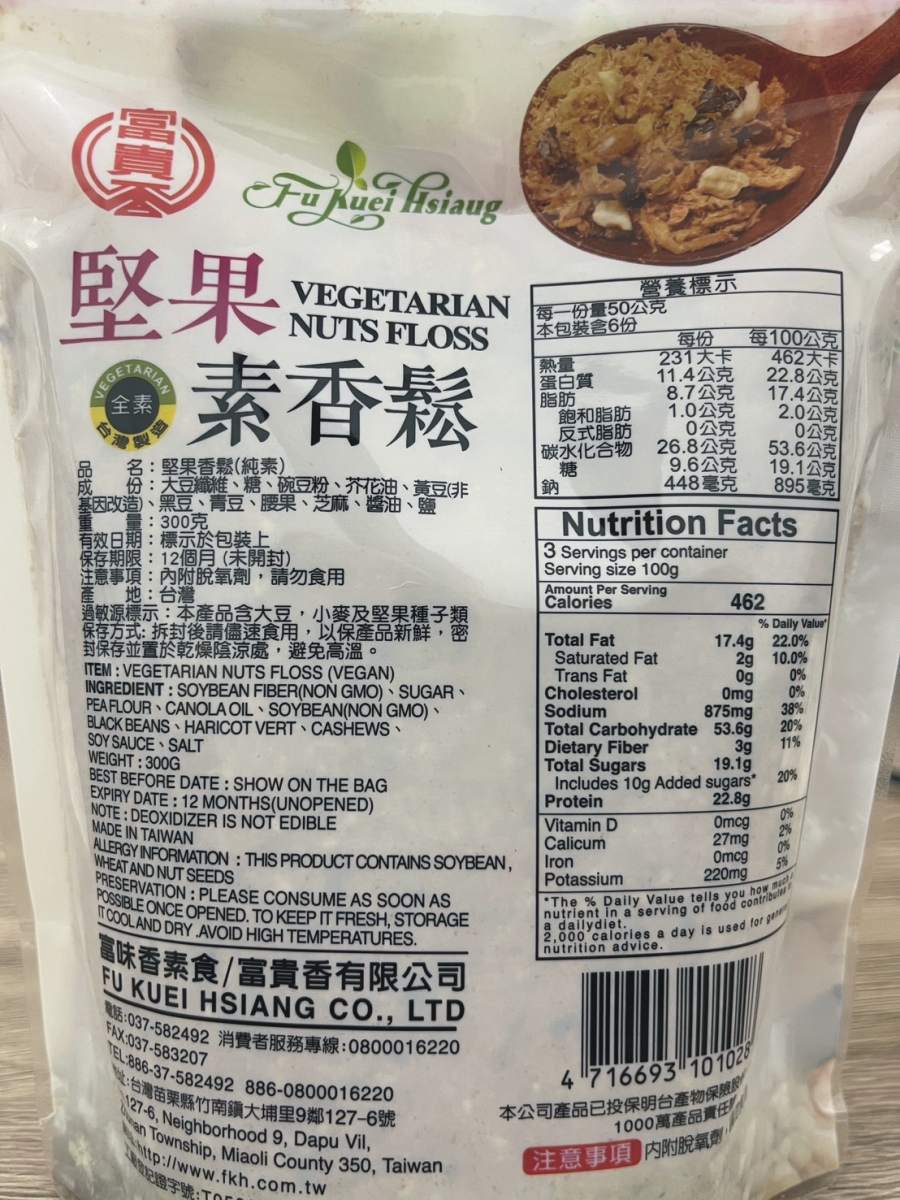 富貴香
Fu Kuei Hsiang
堅果
VEGETARIAN
NUTS FLOSS
VEGETARIAN
全素
台灣製造
素香鬆
品名：堅果香鬆(純素)
成份：大豆纖維、糖、碗豆粉、芥花油、黃豆(非
基因改造)、黑豆、青豆、腰果、芝麻、醬油、鹽
重量：300克
有效日期：標示於包裝上
保存期限：12個月(未開封)
注意事項：內附脫氧劑，請勿食用
產地：台灣
過敏源標示：本產品含大豆，小麥及堅果種子類
保存方式: 拆封後請儘速食用，以保產品新鮮，密
封保存並置於乾燥陰涼處，避免高溫。
ITEM : VEGETARIAN NUTS FLOSS (VEGAN)
INGREDIENT : SOYBEAN FIBER(NON GMO)、SUGAR、
PEA FLOUR、CANOLA OIL、SOYBEAN(NON GMO)、
BLACK BEANS、HARICOT VERT、CASHEWS、
SOY SAUCE、SALT
WEIGHT : 300G
BEST BEFORE DATE : SHOW ON THE BAG
EXPIRY DATE : 12 MONTHS(UNOPENED)
NOTE : DEOXIDIZER IS NOT EDIBLE
MADE IN TAIWAN
ALLERGY INFORMATION : THIS PRODUCT CONTAINS SOYBEAN,
WHEAT AND NUT SEEDS
PRESERVATION : PLEASE CONSUME AS SOON AS
POSSIBLE ONCE OPENED. TO KEEP IT FRESH, STORAGE
IT COOL AND DRY .AVOID HIGH TEMPERATURES.
富味香素食/富貴香有限公司
FU KUEI HSIANG CO., LTD
電話:037-582492 消費者服務專線:0800016220
FAX:037-583207
TEL:886-37-582492 886-0800016220
台灣苗栗縣竹南鎮大埔里9鄰127-6號
127-6, Neighborhood 9, Dapu Vil,
Township, Miaoli County 350, Taiwan
http://www.fkh.com.tw
證字號:
營養標示
每一份量50公克
本包裝含6份
每份 每100公克
熱量 231大卡 462大卡
蛋白質 11.4公克 22.8公克
脂肪 8.7公克 17.4公克
飽和脂肪 1.0公克 2.0公克
反式脂肪 0公克 0公克
碳水化合物 26.8公克 53.6公克
糖 9.6公克 19.1公克
鈉 448毫克 895毫克
Nutrition Facts
3 Servings per container
Serving size 100g
Amount Per Serving
Calories 462
% Daily Value*
Total Fat 17.4g 22.0%
Saturated Fat 2g 10.0%
Trans Fat 0g 0%
Cholesterol 0mg 0%
Sodium 875mg 38%
Total Carbohydrate 53.6g 20%
Dietary Fiber 3g 11%
Total Sugars 19.1g
Includes 10g Added sugars* 20%
Protein 22.8g
Vitamin D 0mcg 0%
Calicum 27mg 2%
Iron 0mcg 0%
Potassium 220mg 5%
*The % Daily Value tells you how much
nutrient in a serving of food contributes
a dailydiet.
2,000 calories a day is used for
nutrition advice.
4 716693 101028
本公司產品已投保明台產物保險
1000萬產品責任
注意事項 內附脫氧劑，